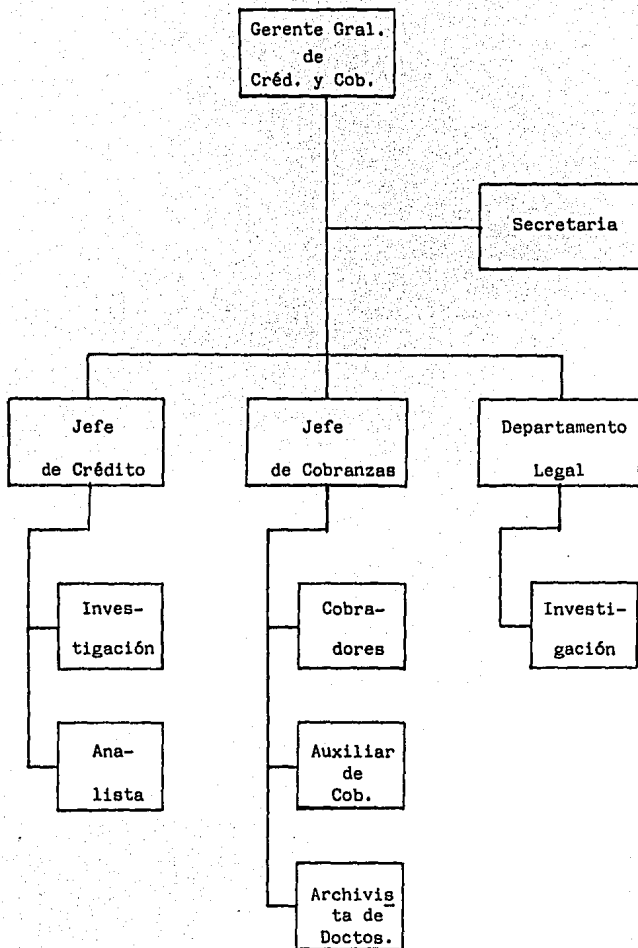 Gerente Gral.
de
Créd. y Cob.
Secretaria
Jefe
de Crédito
Jefe
de Cobranzas
Departamento
Legal
Inves-
tigación
Cobra-
dores
Investi-
gación
Ana-
lista
Auxiliar
de
Cob.
Archivis
ta de
Doctos.